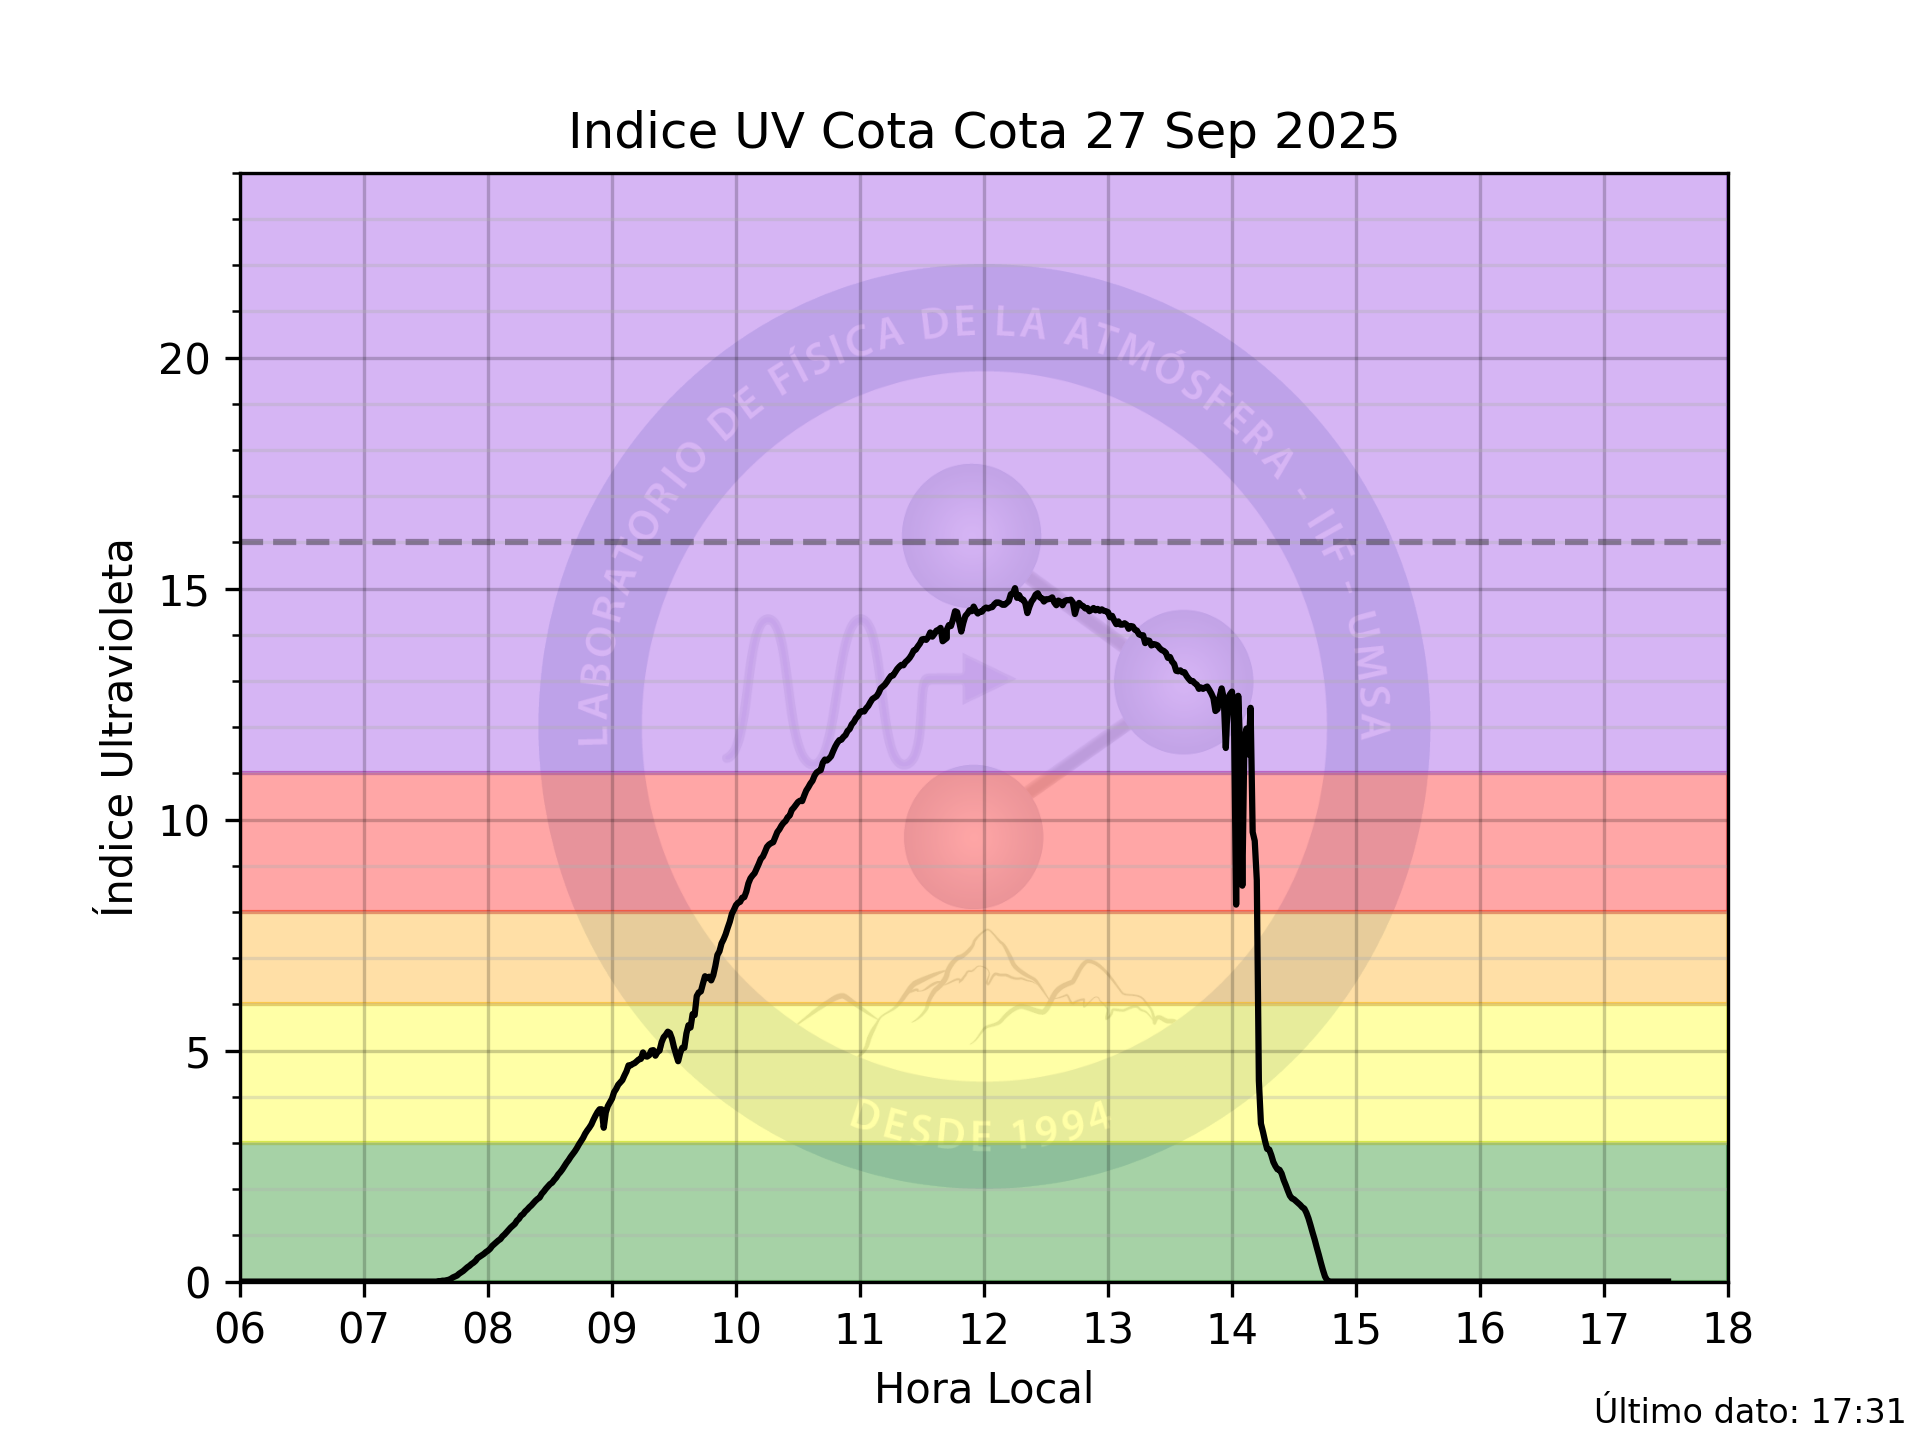 Indice UV Cota Cota 27 Sep 2025
LABORATORIO DE FÍSICA DE LA ATMÓSFERA - IIF - UMSA
DESDE 1994
Índice Ultravioleta
20
15
10
5
0
06 07 08 09 10 11 12 13 14 15 16 17 18
Hora Local
Último dato: 17:31